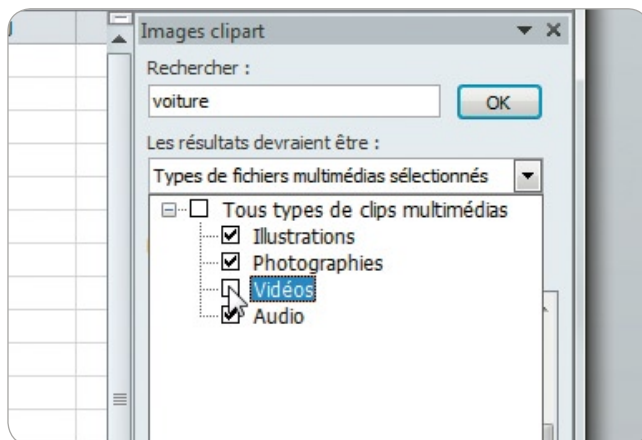 Images clipart
Rechercher :
voiture
OK
Les résultats devraient être :
Types de fichiers multimédias sélectionnés
Tous types de clips multimédias
Illustrations
Photographies
Vidéos
Audio